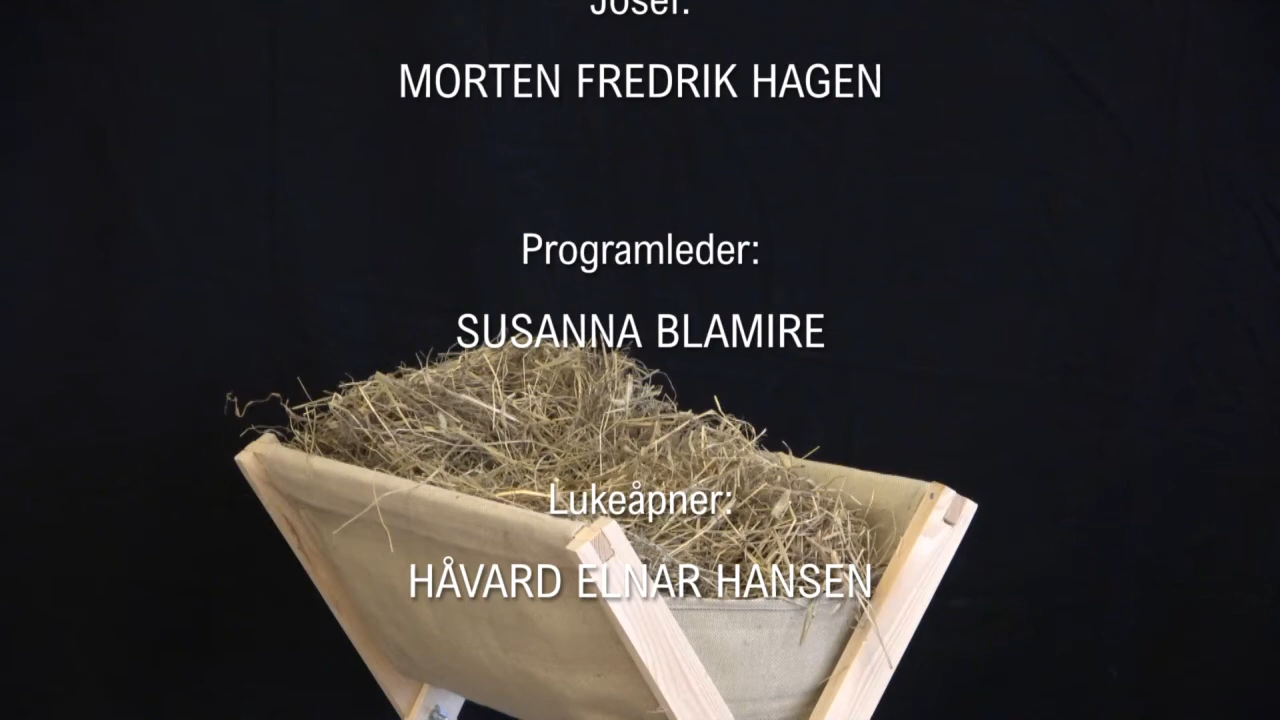 Josef:
MORTEN FREDRIK HAGEN
Programleder:
SUSANNA BLAMIRE
Lukeåpner:
HÅVARD ELNAR HANSEN